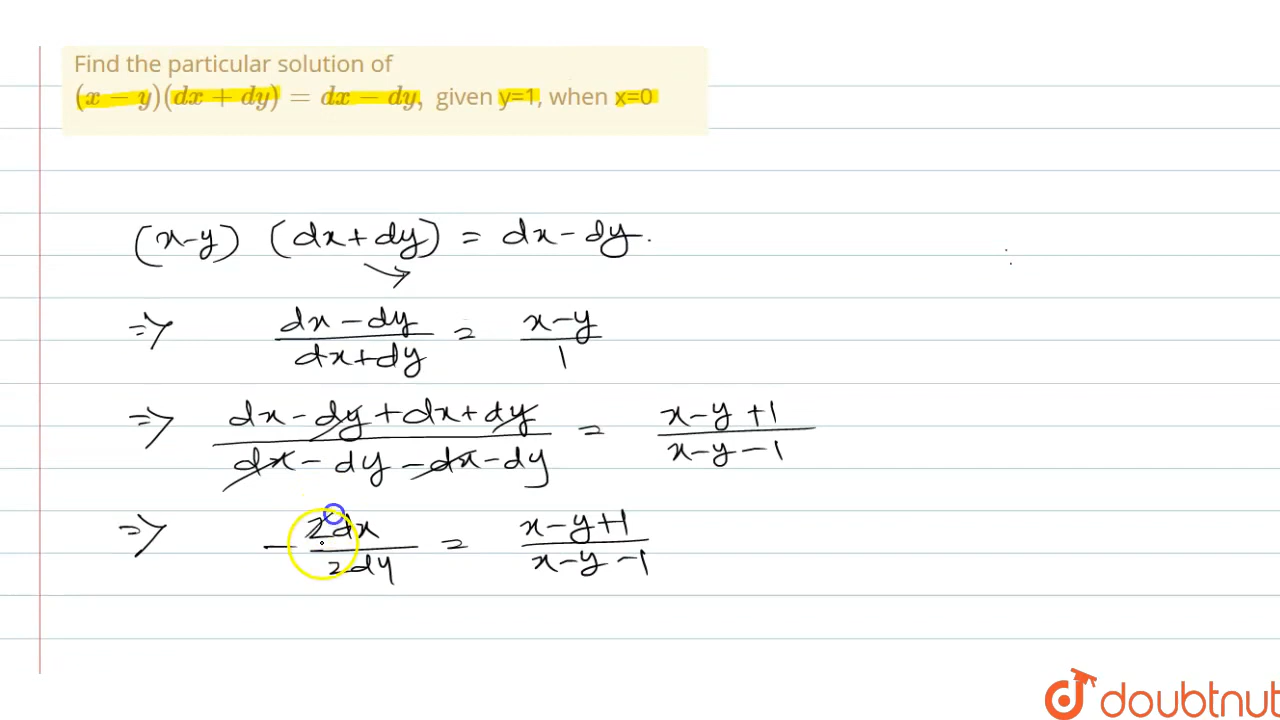 Find the particular solution of
(x − y)(dx + dy) = dx − dy, given y=1, when x=0
(x-y) (dx+dy) = dx-dy.
⇒ (dx-dy)/(dx+dy) = (x-y)/1
⇒ (dx-dy+dx+dy)/(dx-dy-dx-dy) = (x-y+1)/(x-y-1)
⇒ -2dx/2dy = (x-y+1)/(x-y-1)
doubtnut